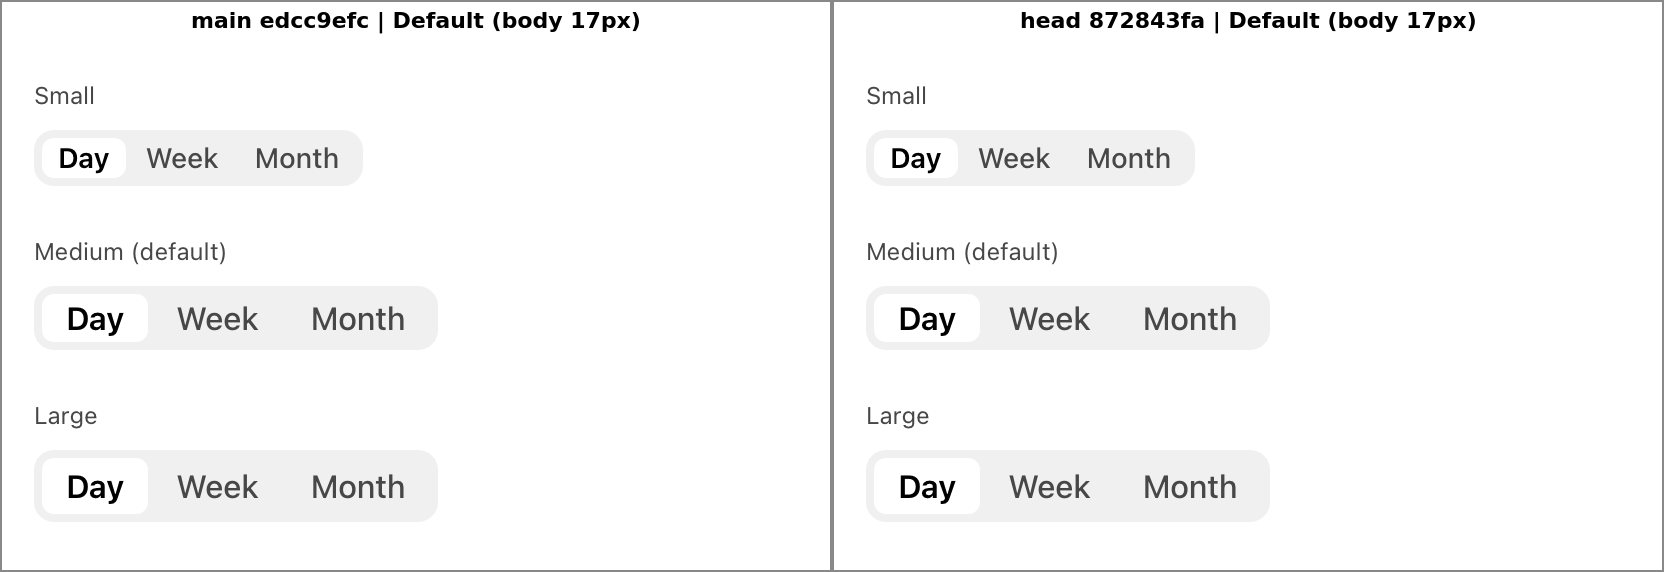 main edcc9efc | Default (body 17px)
Small
Day Week Month
Medium (default)
Day Week Month
Large
Day Week Month
head 872843fa | Default (body 17px)
Small
Day Week Month
Medium (default)
Day Week Month
Large
Day Week Month